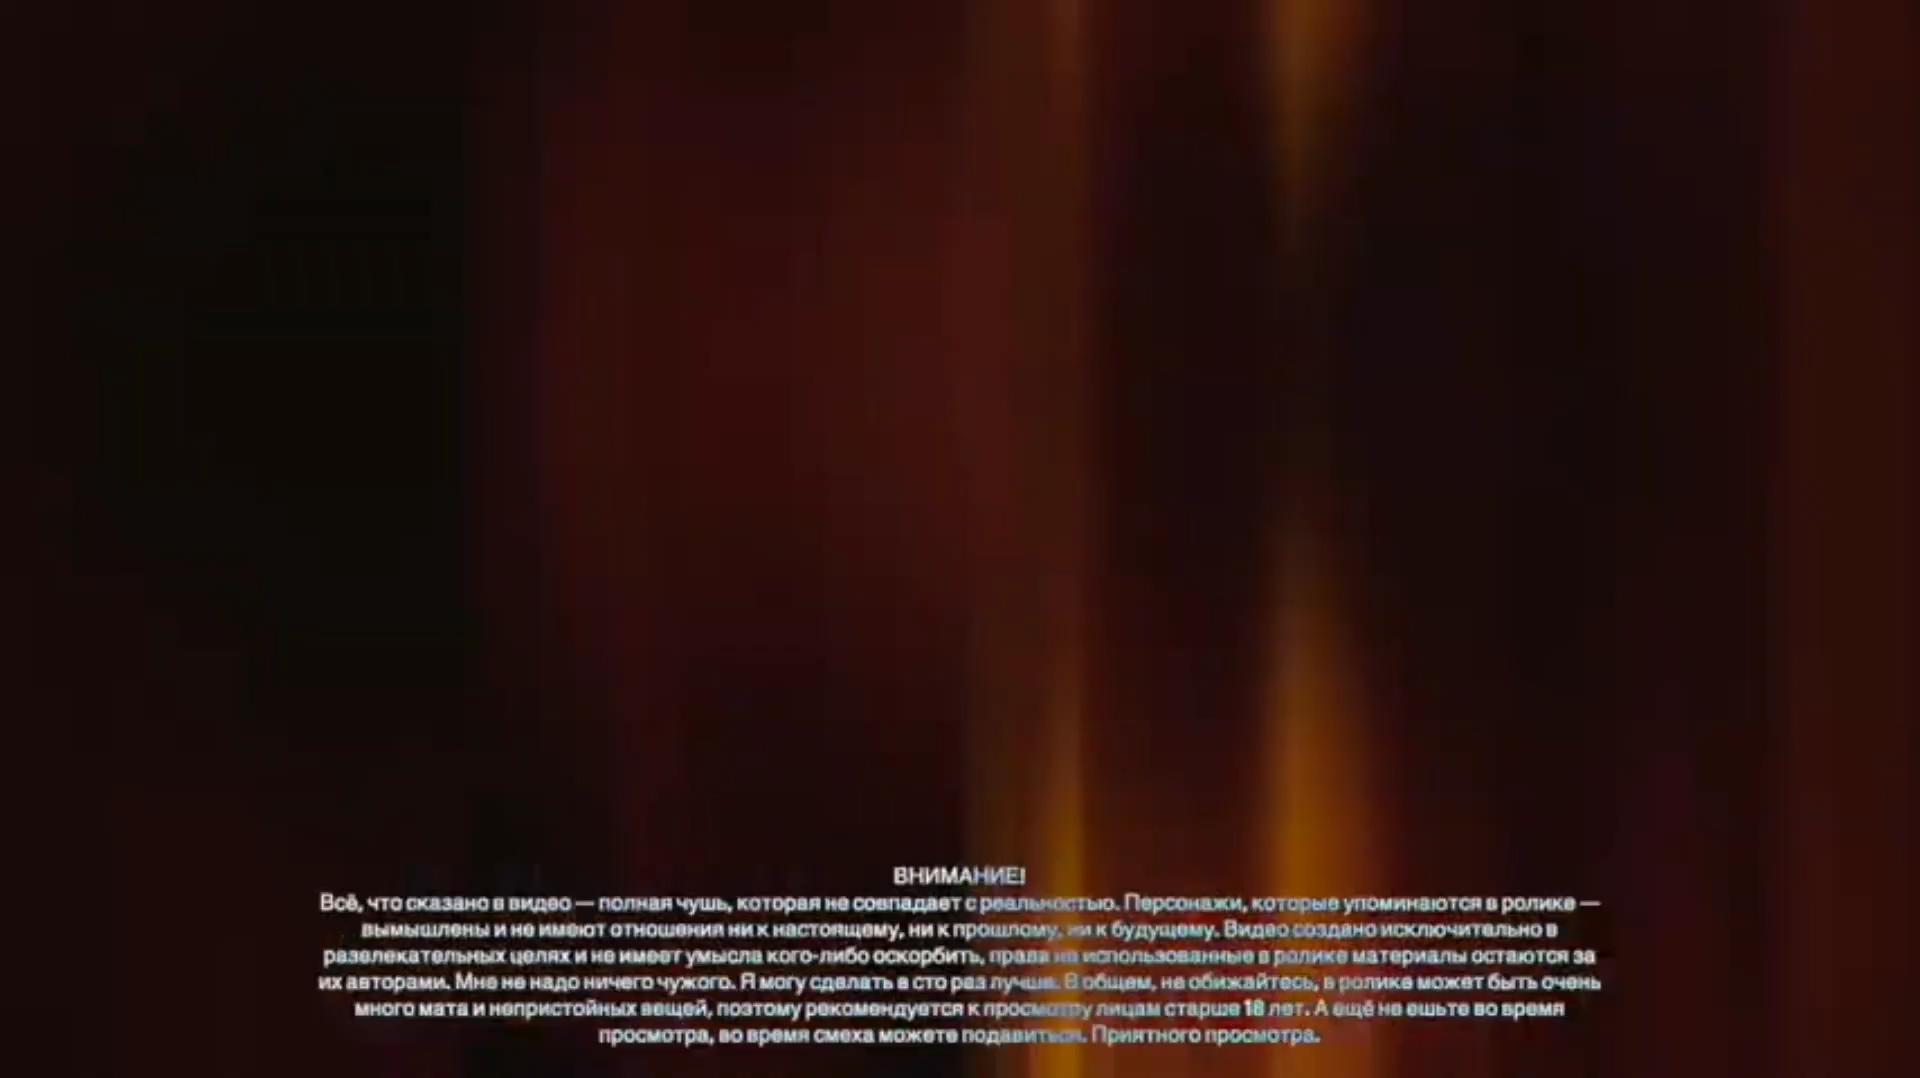 ВНИМАНИЕ!
Всё, что сказано в видео — полная чушь, которая не совпадает с реальностью. Персонажи, которые упоминаются в ролике —
вымышлены и не имеют отношения ни к настоящему, ни к прошлому, ни к будущему. Видео создано исключительно в
развлекательных целях и не имеет умысла кого-либо оскорбить, права на использованные в ролике материалы остаются за
их авторами. Мне не надо ничего чужого. Я могу сделать в сто раз лучше. В общем, не обижайтесь, в ролике может быть очень
много мата и непристойных вещей, поэтому рекомендуется к просмотру лицам старше 18 лет. А ещё не ешьте во время
просмотра, во время смеха можете подавиться. Приятного просмотра.